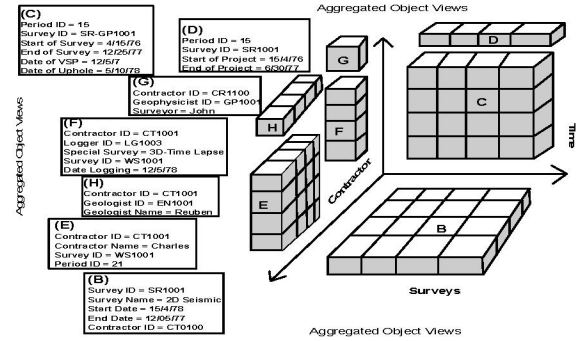 Aggregated Object Views
(C)
Period ID = 15
Survey ID = SR-GP1001
Start of Survey = 4/15/76
End of Survey = 12/25/77
Date of VSP = 12/5/7
Date of Uphole = 5/10/78
(D)
Period ID = 15
Survey ID = SR1001
Start of Project = 15/4/76
End of Project = 6/30/77
(G)
Contractor ID = CR1100
Geophysicist ID = GP1001
Surveyor = John
(F)
Contractor ID = CT1001
Logger ID = LG1003
Special Survey = 3D-Time Lapse
Survey ID = WS1001
Date Logging = 12/5/78
(H)
Contractor ID = CT1001
Geologist ID = EN1001
Geologist Name = Reuben
(E)
Contractor ID = CT1001
Contractor Name = Charles
Survey ID = WS1001
Period ID = 21
(B)
Survey ID = SR1001
Survey Name = 2D Seismic
Start Date = 15/4/78
End Date = 12/05/77
Contractor ID = CT0100
Aggregated Object Views
G
D
H
F
C
E
B
Contractor
Time
Surveys
Aggregated Object Views